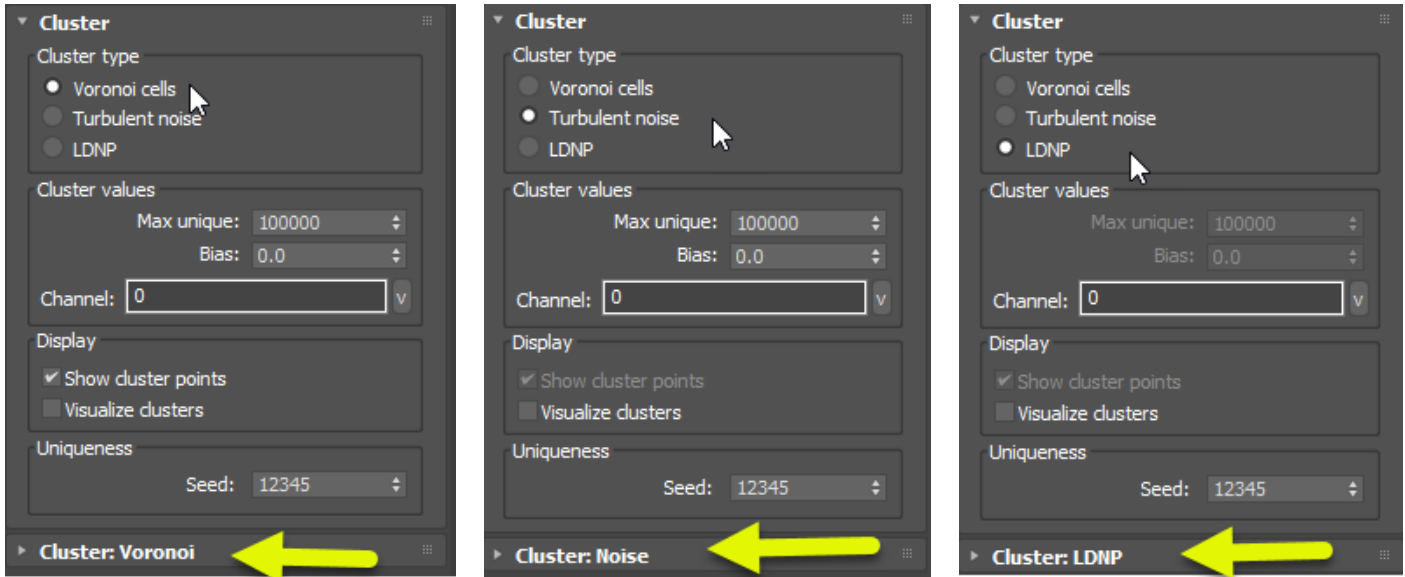 Cluster
Cluster type
Voronoi cells
Turbulent noise
LDNP
Cluster values
Max unique: 100000
Bias: 0.0
Channel: 0 v
Display
Show cluster points
Visualize clusters
Uniqueness
Seed: 12345
Cluster: Voronoi
Cluster
Cluster type
Voronoi cells
Turbulent noise
LDNP
Cluster values
Max unique: 100000
Bias: 0.0
Channel: 0 v
Display
Show cluster points
Visualize clusters
Uniqueness
Seed: 12345
Cluster: Noise
Cluster
Cluster type
Voronoi cells
Turbulent noise
LDNP
Cluster values
Max unique: 100000
Bias: 0.0
Channel: 0 v
Display
Show cluster points
Visualize clusters
Uniqueness
Seed: 12345
Cluster: LDNP